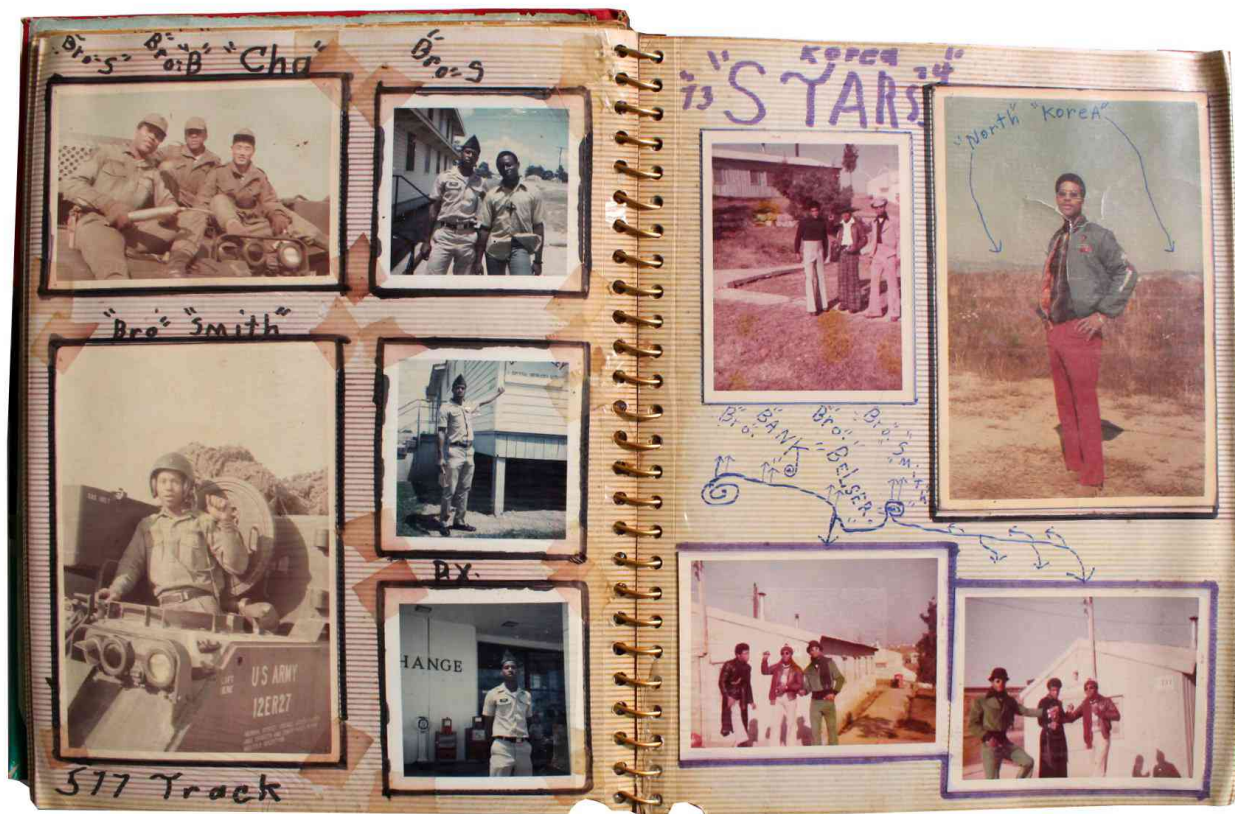 "Bro" "S" "Bro" "B" "Cha"
"Bro" S
"Bro" "Smith"
US ARMY
12ER27
577 Track
P.X.
HANGE
Korea
"73 "STARS" 74"
"North" "KoreA"
"Bro" "BANK"
"Bro" "BELSER"
"Bro" "Smith"